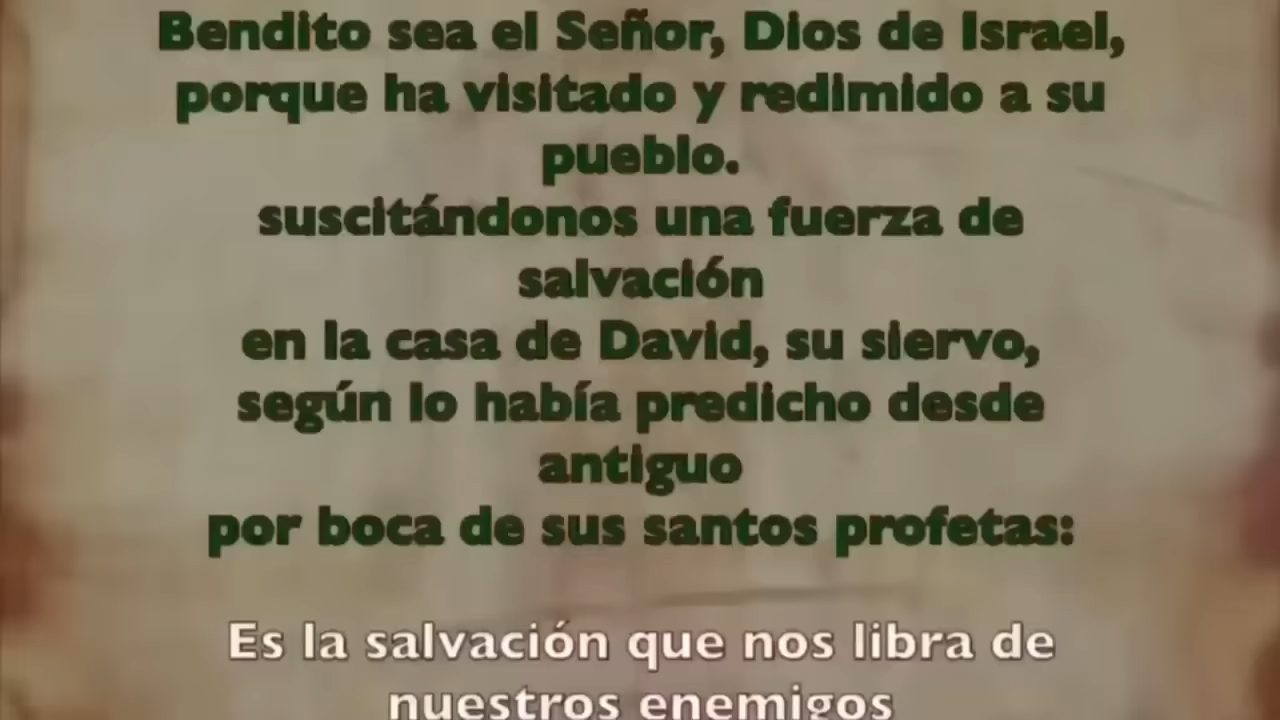 Bendito sea el Señor, Dios de Israel,
porque ha visitado y redimido a su
pueblo.
suscitándonos una fuerza de
salvación
en la casa de David, su siervo,
según lo había predicho desde
antiguo
por boca de sus santos profetas:
Es la salvación que nos libra de
nuestros enemigos